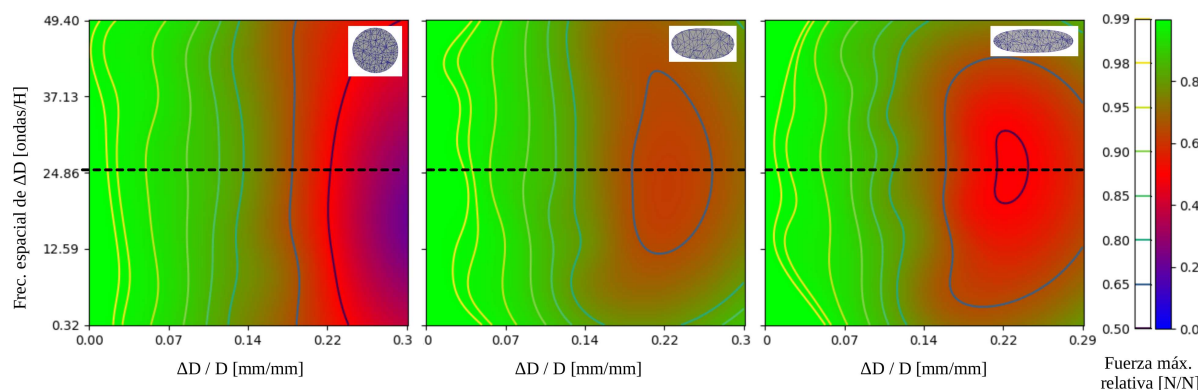 49.40
37.13
24.86
12.59
0.32
Frec. espacial de ΔD [ondas/H]
0.00 0.07 0.14 0.22 0.3
ΔD / D [mm/mm]
0 0.07 0.14 0.22 0.3
ΔD / D [mm/mm]
0 0.07 0.14 0.22 0.29
ΔD / D [mm/mm]
0.99
0.98
0.95
0.90
0.85
0.80
0.65
0.50
0.8
0.6
0.4
0.2
0.0
Fuerza máx.
relativa [N/N]